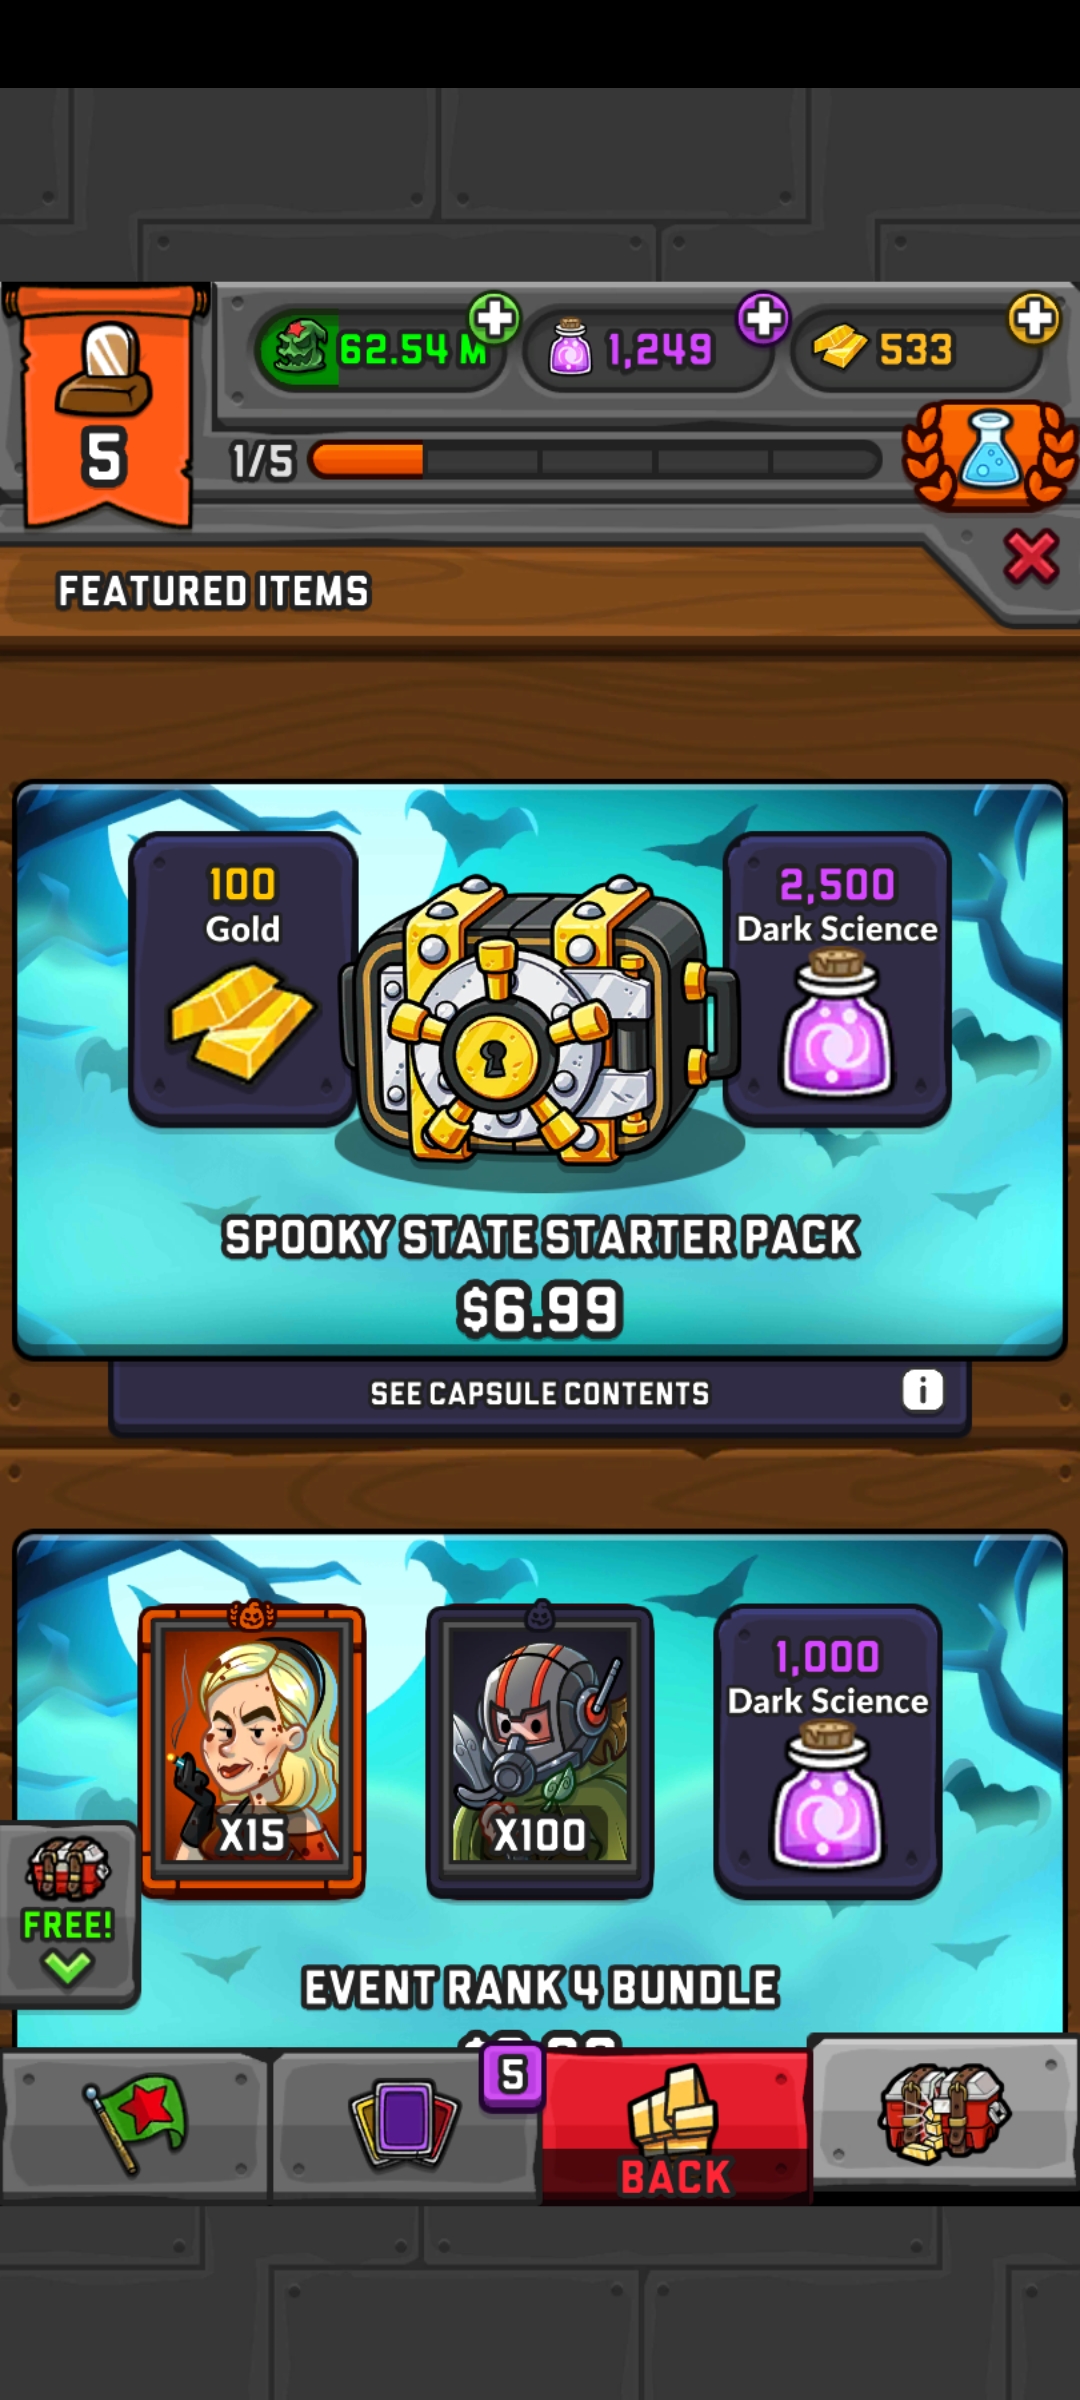 62.54 M
1,249
533
5
1/5
FEATURED ITEMS
100
Gold
2,500
Dark Science
SPOOKY STATE STARTER PACK
$6.99
SEE CAPSULE CONTENTS
i
1,000
Dark Science
X15
X100
FREE!
EVENT RANK 4 BUNDLE
5
BACK